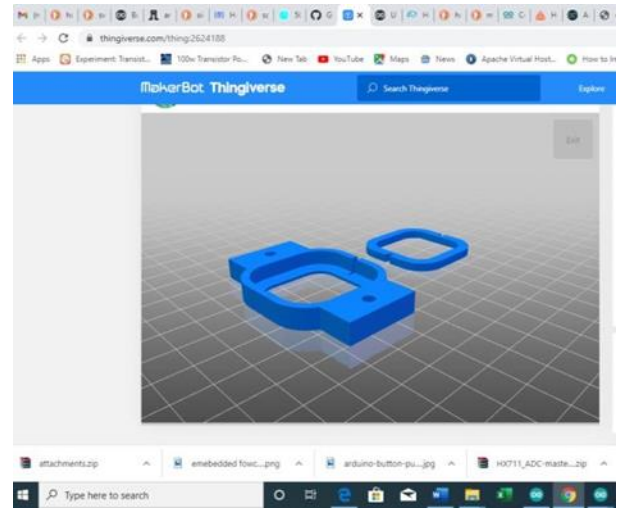 thingiverse.com/thing:2624188
Apps Experiment: Transist... 100w Transistor Po... New Tab YouTube Maps News Apache Virtual Host... How to In
MakerBot Thingiverse Search Thingiverse Explore
Exit
attachments.zip emebedded fowc....png arduino-button-pu....jpg HX711_ADC-maste....zip
Type here to search